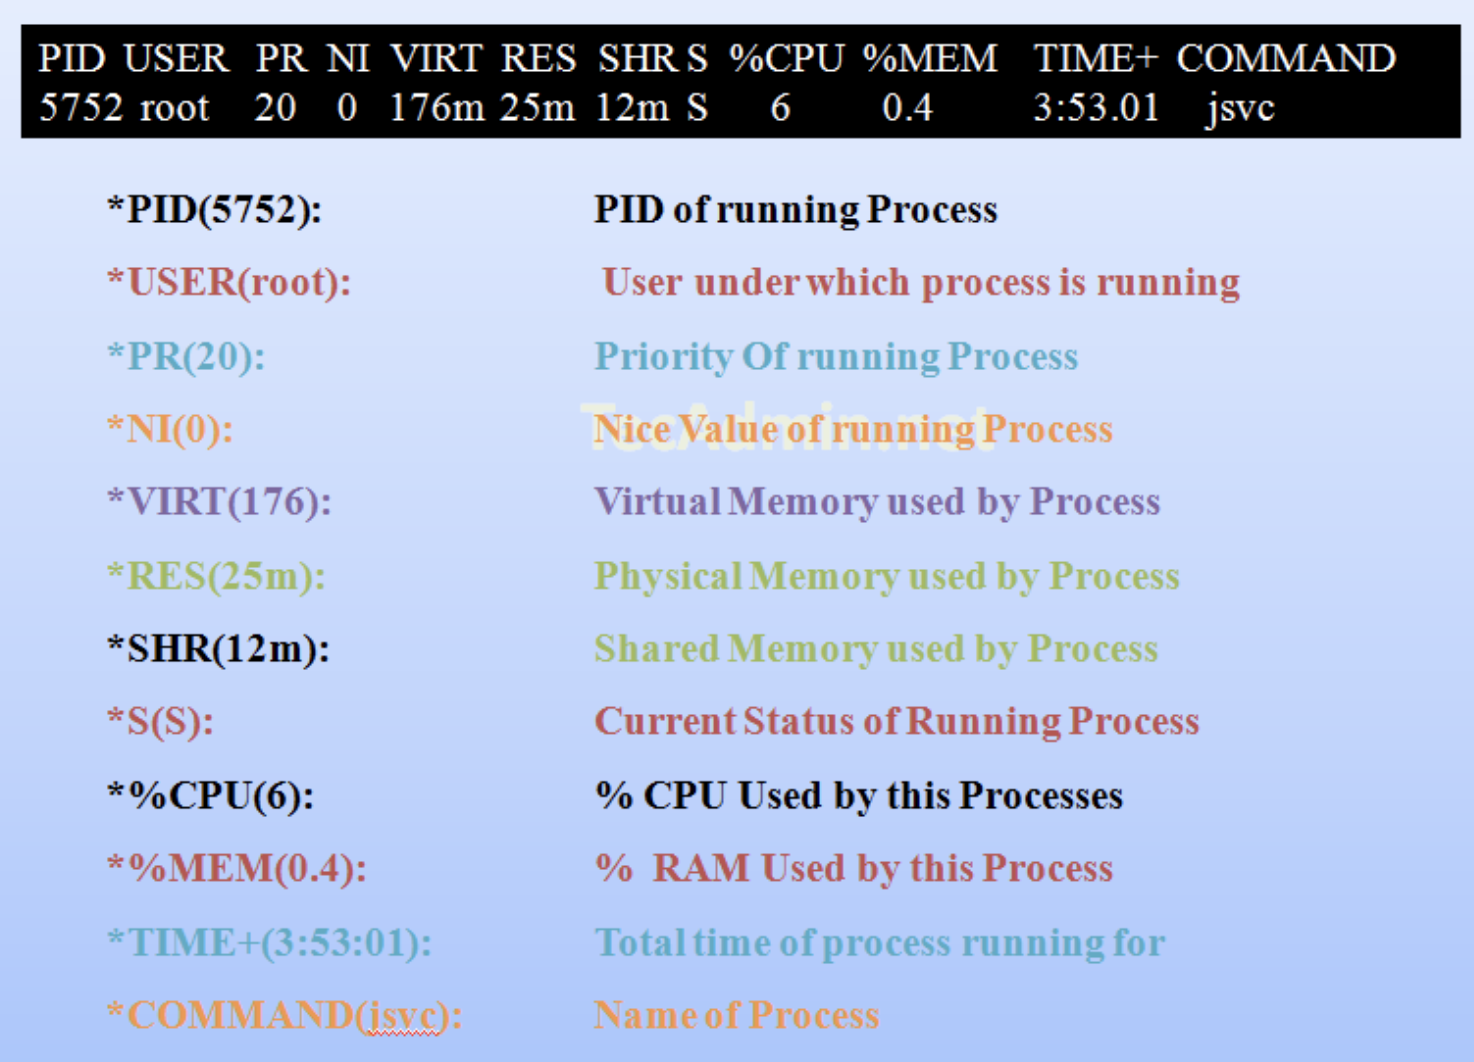 PID USER PR NI VIRT RES SHR S %CPU %MEM TIME+ COMMAND
5752 root 20 0 176m 25m 12m S 6 0.4 3:53.01 jsvc
*PID(5752): PID of running Process
*USER(root): User under which process is running
*PR(20): Priority Of running Process
*NI(0): Nice Value of running Process
TecAdmin.net
*VIRT(176): Virtual Memory used by Process
*RES(25m): Physical Memory used by Process
*SHR(12m): Shared Memory used by Process
*S(S): Current Status of Running Process
*%CPU(6): % CPU Used by this Processes
*%MEM(0.4): % RAM Used by this Process
*TIME+(3:53:01): Total time of process running for
*COMMAND(jsvc): Name of Process